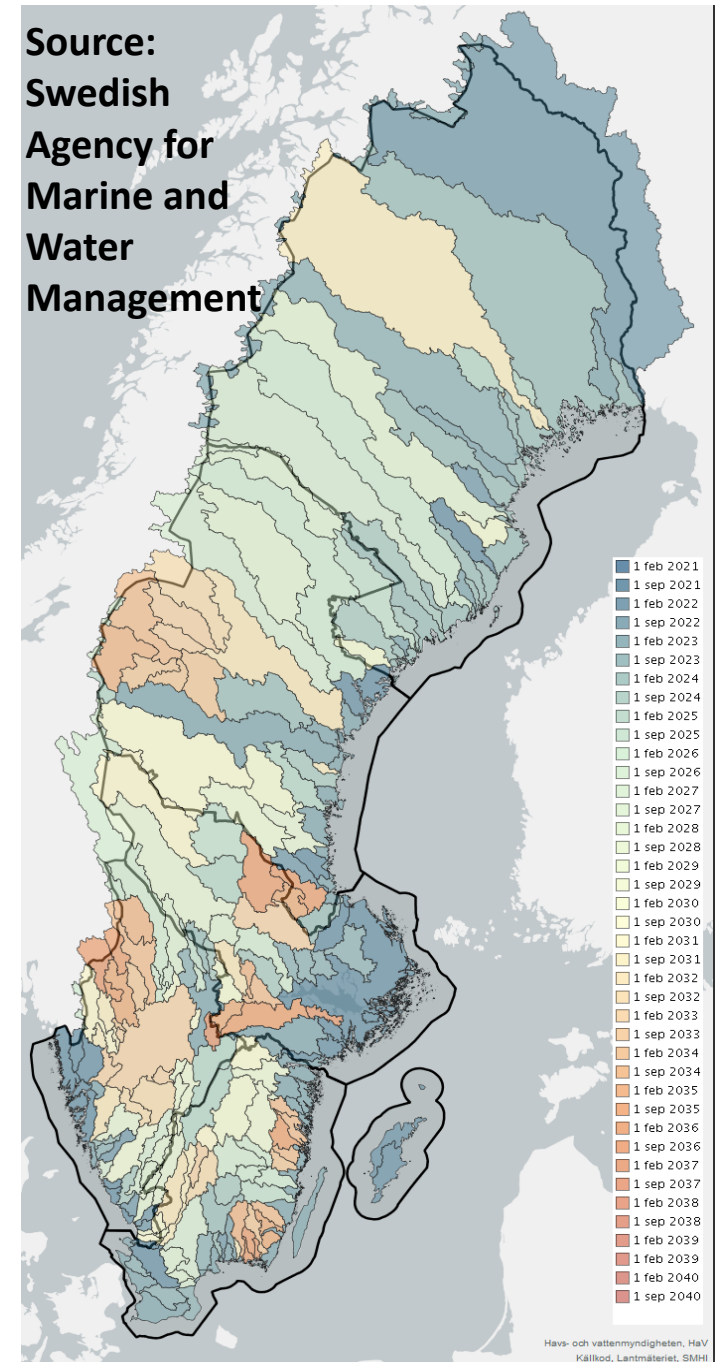 Source:
Swedish
Agency for
Marine and
Water
Management
1 feb 2021
1 sep 2021
1 feb 2022
1 sep 2022
1 feb 2023
1 sep 2023
1 feb 2024
1 sep 2024
1 feb 2025
1 sep 2025
1 feb 2026
1 sep 2026
1 feb 2027
1 sep 2027
1 feb 2028
1 sep 2028
1 feb 2029
1 sep 2029
1 feb 2030
1 sep 2030
1 feb 2031
1 sep 2031
1 feb 2032
1 sep 2032
1 feb 2033
1 sep 2033
1 feb 2034
1 sep 2034
1 feb 2035
1 sep 2035
1 feb 2036
1 sep 2036
1 feb 2037
1 sep 2037
1 feb 2038
1 sep 2038
1 feb 2039
1 sep 2039
1 feb 2040
1 sep 2040
Havs- och vattenmyndigheten, HaV
Källkod, Lantmäteriet, SMHI